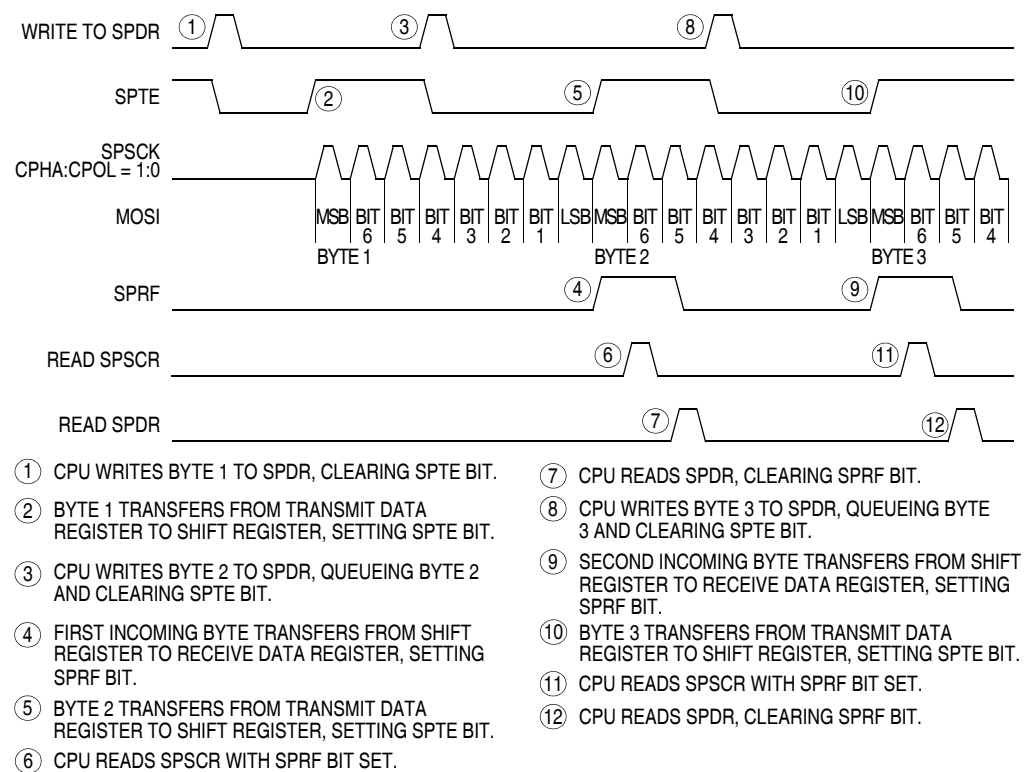 WRITE TO SPDR
1
3
8
SPTE
2
5
10
SPSCK
CPHA:CPOL = 1:0
MOSI
MSB BIT 6 BIT 5 BIT 4 BIT 3 BIT 2 BIT 1 LSB MSB BIT 6 BIT 5 BIT 4 BIT 3 BIT 2 BIT 1 LSB MSB BIT 6 BIT 5 BIT 4
BYTE 1 BYTE 2 BYTE 3
SPRF
4
9
READ SPSCR
6
11
READ SPDR
7
12
1 CPU WRITES BYTE 1 TO SPDR, CLEARING SPTE BIT.
2 BYTE 1 TRANSFERS FROM TRANSMIT DATA
REGISTER TO SHIFT REGISTER, SETTING SPTE BIT.
3 CPU WRITES BYTE 2 TO SPDR, QUEUEING BYTE 2
AND CLEARING SPTE BIT.
4 FIRST INCOMING BYTE TRANSFERS FROM SHIFT
REGISTER TO RECEIVE DATA REGISTER, SETTING
SPRF BIT.
5 BYTE 2 TRANSFERS FROM TRANSMIT DATA
REGISTER TO SHIFT REGISTER, SETTING SPTE BIT.
6 CPU READS SPSCR WITH SPRF BIT SET.
7 CPU READS SPDR, CLEARING SPRF BIT.
8 CPU WRITES BYTE 3 TO SPDR, QUEUEING BYTE
3 AND CLEARING SPTE BIT.
9 SECOND INCOMING BYTE TRANSFERS FROM SHIFT
REGISTER TO RECEIVE DATA REGISTER, SETTING
SPRF BIT.
10 BYTE 3 TRANSFERS FROM TRANSMIT DATA
REGISTER TO SHIFT REGISTER, SETTING SPTE BIT.
11 CPU READS SPSCR WITH SPRF BIT SET.
12 CPU READS SPDR, CLEARING SPRF BIT.